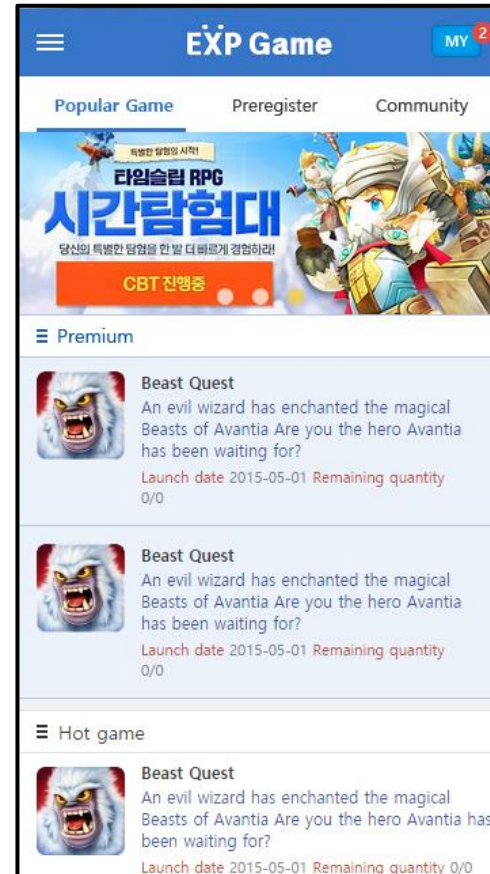 EXP Game
MY
2
Popular Game Preregister Community
특별한 탐험의 시작!
타임슬립 RPG
시간탐험대
당신의 특별한 탐험을 한 발 더 빠르게 경험하라!
CBT 진행중
Premium
Beast Quest
An evil wizard has enchanted the magical
Beasts of Avantia Are you the hero Avantia
has been waiting for?
Launch date 2015-05-01 Remaining quantity
0/0
Beast Quest
An evil wizard has enchanted the magical
Beasts of Avantia Are you the hero Avantia
has been waiting for?
Launch date 2015-05-01 Remaining quantity
0/0
Hot game
Beast Quest
An evil wizard has enchanted the magical
Beasts of Avantia Are you the hero Avantia has
been waiting for?
Launch date 2015-05-01 Remaining quantity 0/0